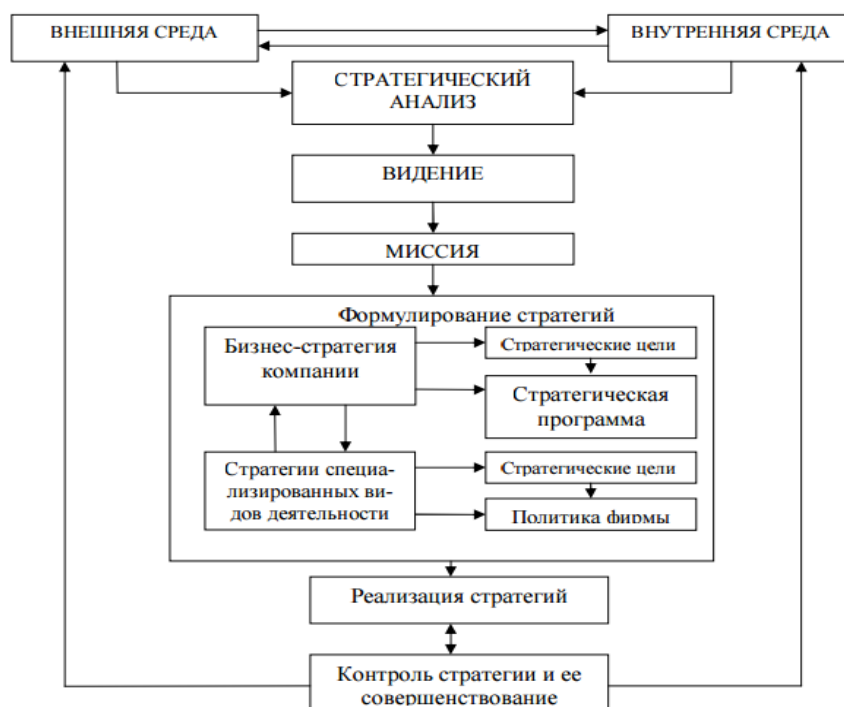 ВНЕШНЯЯ СРЕДА
ВНУТРЕННЯЯ СРЕДА
СТРАТЕГИЧЕСКИЙ
АНАЛИЗ
ВИДЕНИЕ
МИССИЯ
Формулирование стратегий
Бизнес-стратегия
компании
Стратегические цели
Стратегическая
программа
Стратегии специа-
лизированных ви-
дов деятельности
Стратегические цели
Политика фирмы
Реализация стратегий
Контроль стратегии и ее
совершенствование